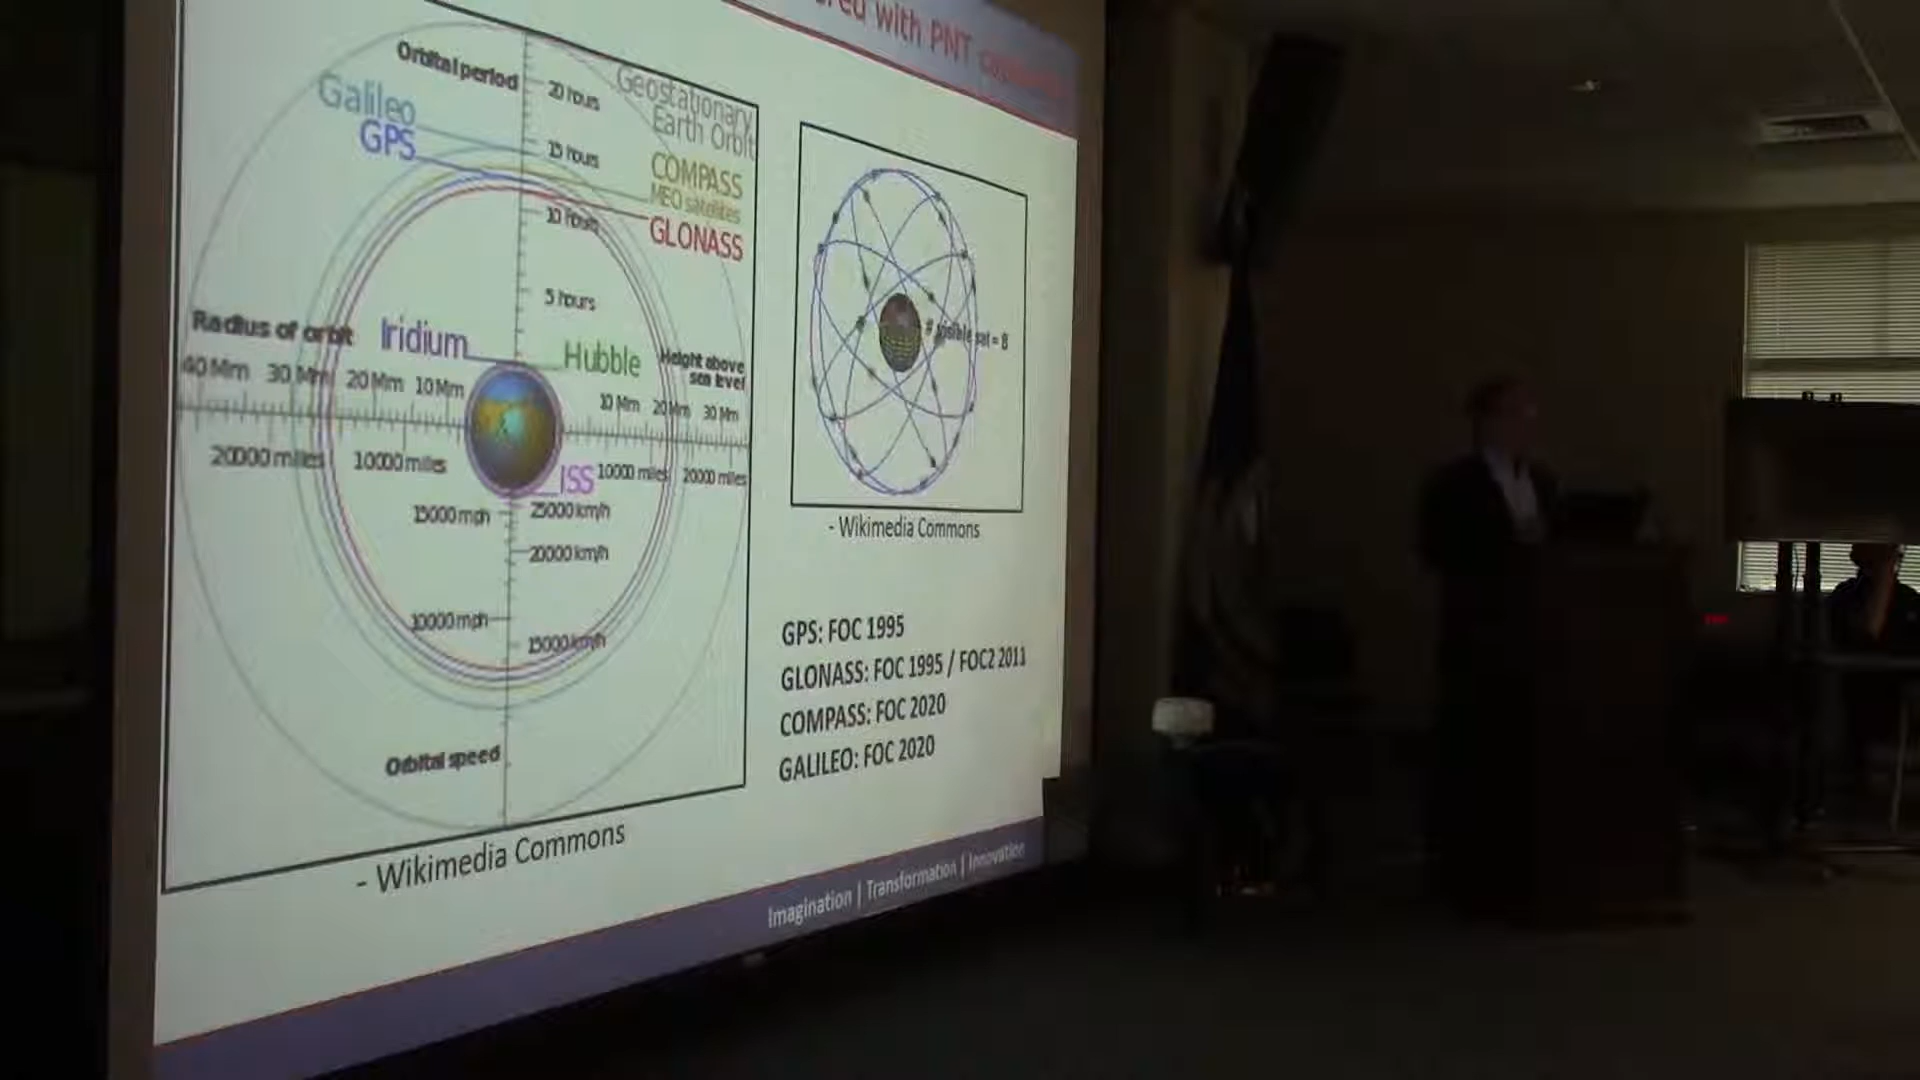 with PNT
Orbital period
20 hours
Geostationary
Earth Orbit
Galileo
GPS
15 hours
COMPASS
MEO satellites
10 hours
GLONASS
5 hours
Radius of orbit
Iridium
Hubble
Height above
sea level
40 Mm 30 Mm 20 Mm 10 Mm
10 Mm 20 Mm 30 Mm
20000 miles 10000 miles
ISS
10000 miles 20000 miles
15000 mph
25000 km/h
20000 km/h
10000 mph
15000 km/h
Orbital speed
- Wikimedia Commons
# visible sat = 8
- Wikimedia Commons
GPS: FOC 1995
GLONASS: FOC 1995 / FOC2 2011
COMPASS: FOC 2020
GALILEO: FOC 2020
Imagination | Transformation | Innovation